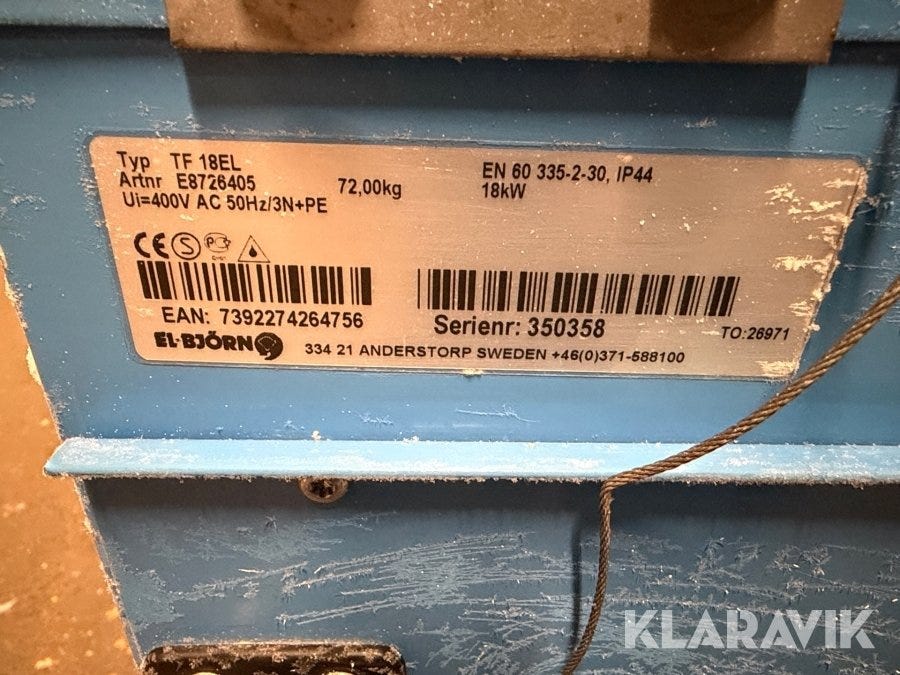 Typ TF 18EL
Artnr E8726405 72,00kg
Ui=400V AC 50Hz/3N+PE
EN 60 335-2-30, IP44
18kW
CE S
EAN: 7392274264756
Serienr: 350358
TO:26971
EL-BJÖRN 334 21 ANDERSTORP SWEDEN +46(0)371-588100
KLARAVIK